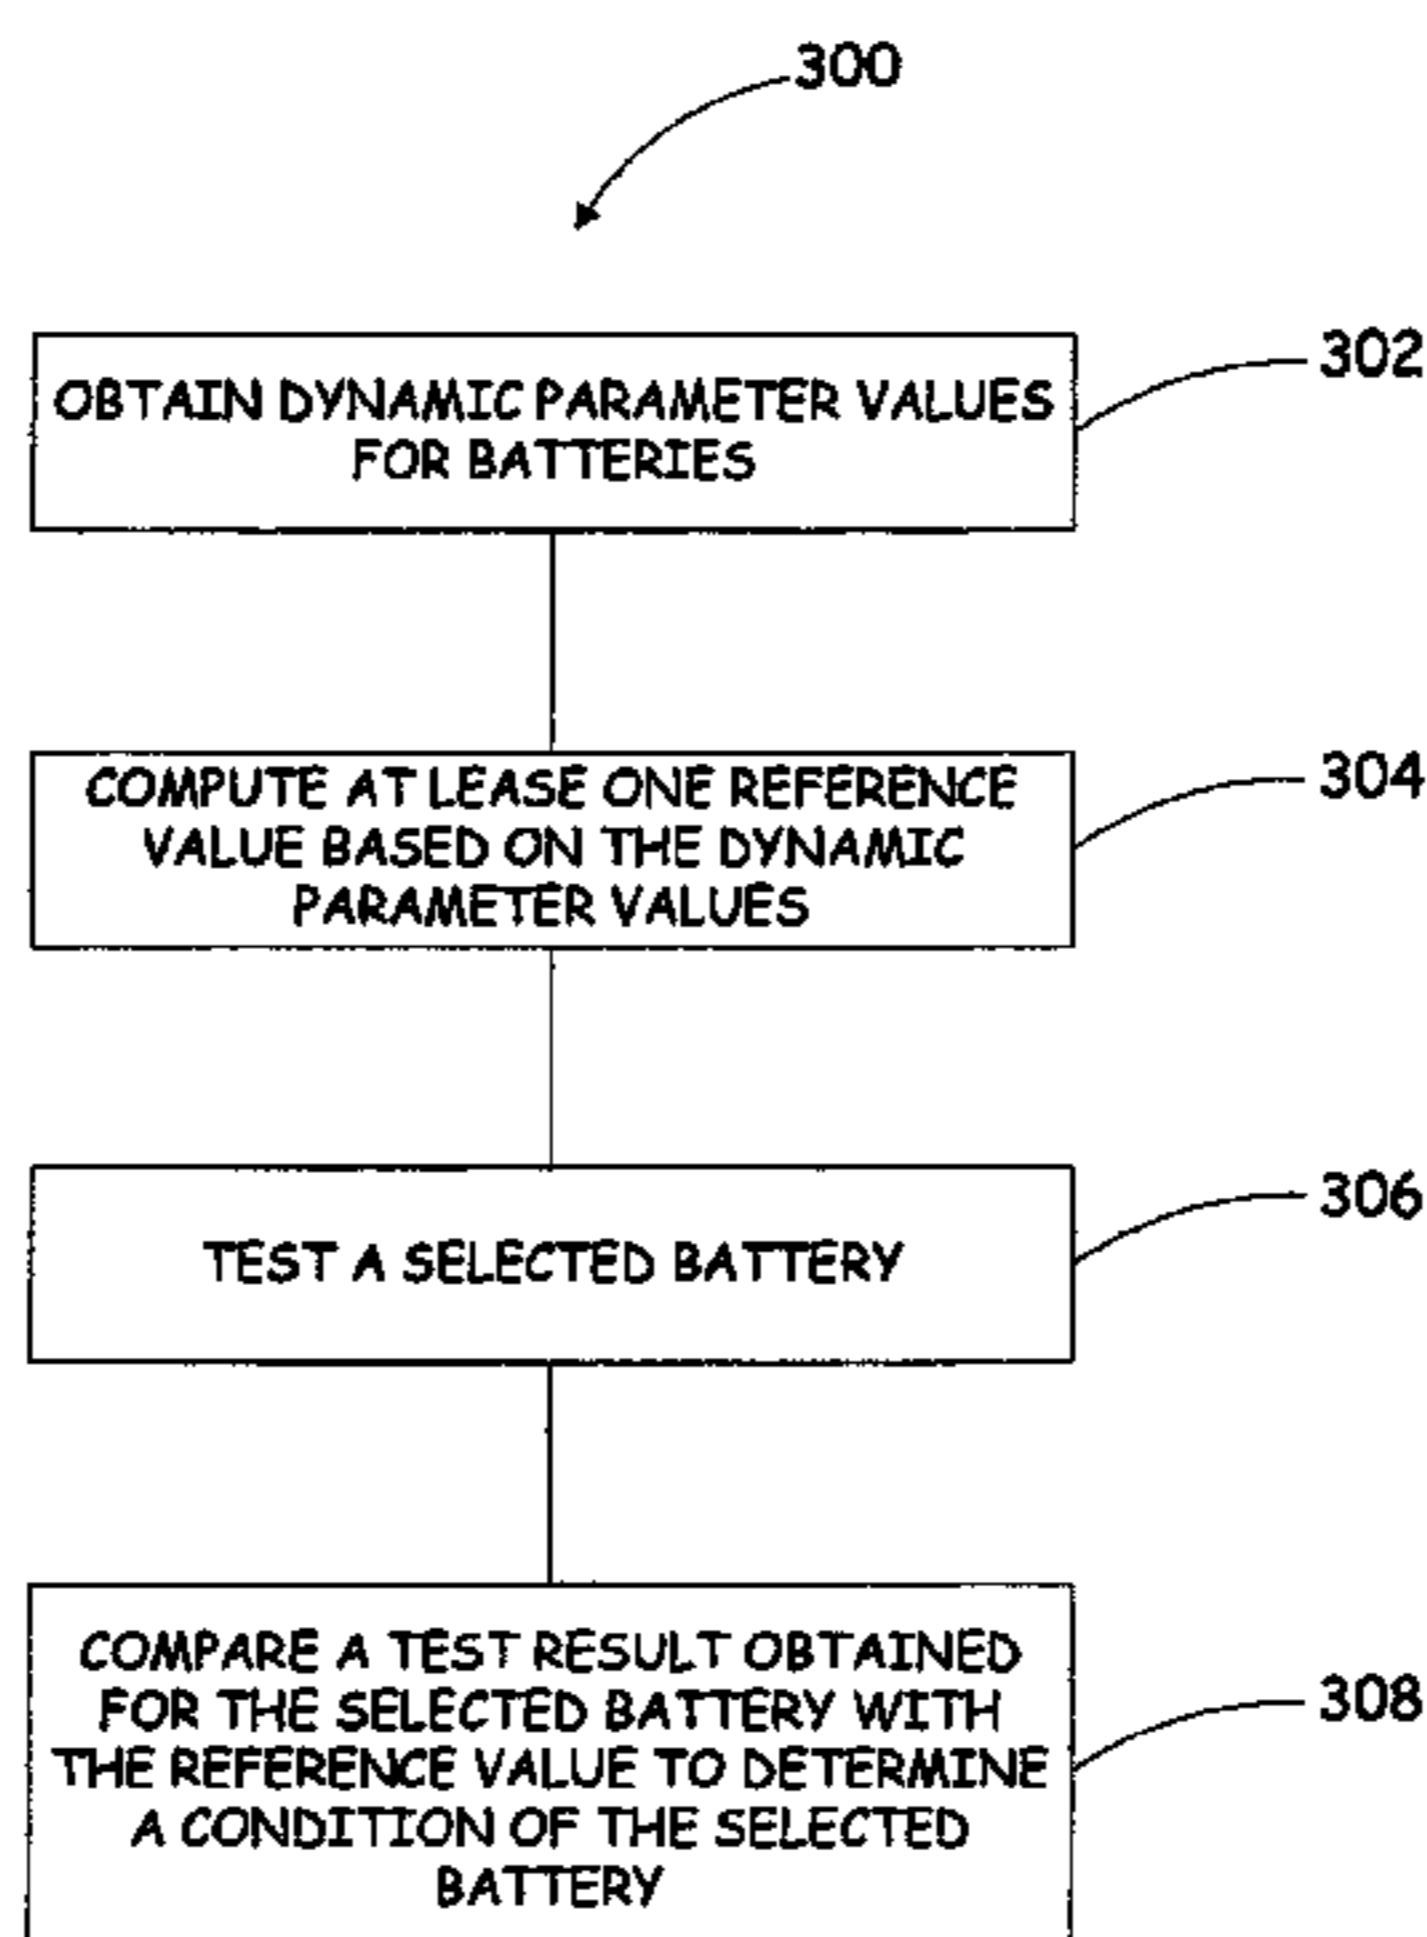 300
OBTAIN DYNAMIC PARAMETER VALUES
FOR BATTERIES
302
COMPUTE AT LEASE ONE REFERENCE
VALUE BASED ON THE DYNAMIC
PARAMETER VALUES
304
TEST A SELECTED BATTERY
306
COMPARE A TEST RESULT OBTAINED
FOR THE SELECTED BATTERY WITH
THE REFERENCE VALUE TO DETERMINE
A CONDITION OF THE SELECTED
BATTERY
308